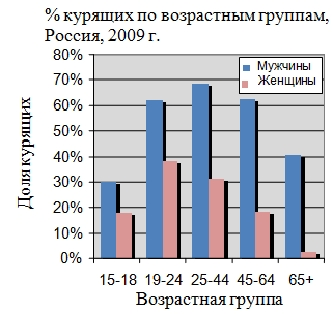 % курящих по возрастным группам,
Россия, 2009 г.
80%
70%
60%
50%
40%
30%
20%
10%
0%
Мужчины
Женщины
Доля курящих
15-18 19-24 25-44 45-64 65+
Возрастная группа